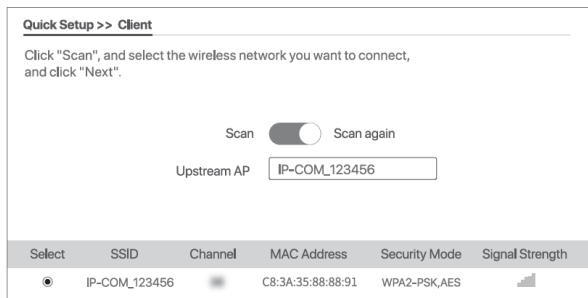 Quick Setup >> Client
Click "Scan", and select the wireless network you want to connect,
and click "Next".
Scan Scan again
Upstream AP IP-COM_123456
Select SSID Channel MAC Address Security Mode Signal Strength
IP-COM_123456 C8:3A:35:88:88:91 WPA2-PSK,AES